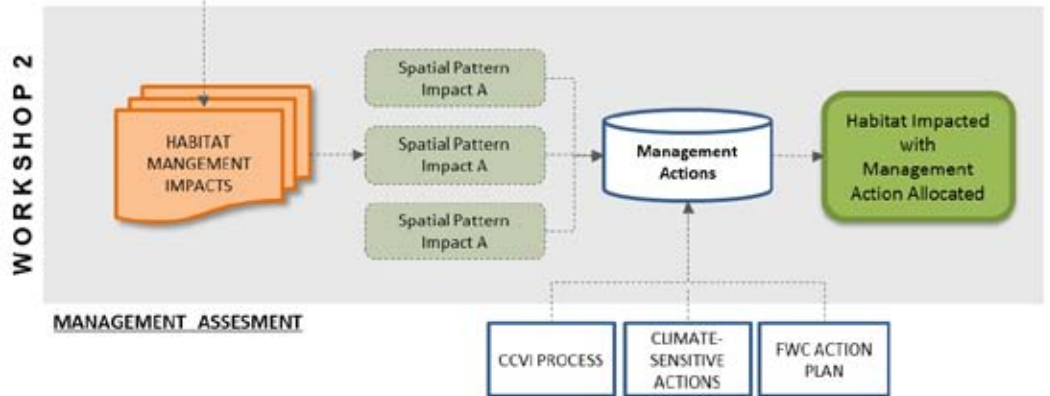 WORKSHOP 2
HABITAT
MANGEMENT
IMPACTS
Spatial Pattern
Impact A
Spatial Pattern
Impact A
Spatial Pattern
Impact A
Management
Actions
Habitat Impacted
with
Management
Action Allocated
MANAGEMENT ASSESMENT
CCVI PROCESS
CLIMATE-
SENSITIVE
ACTIONS
FWC ACTION
PLAN